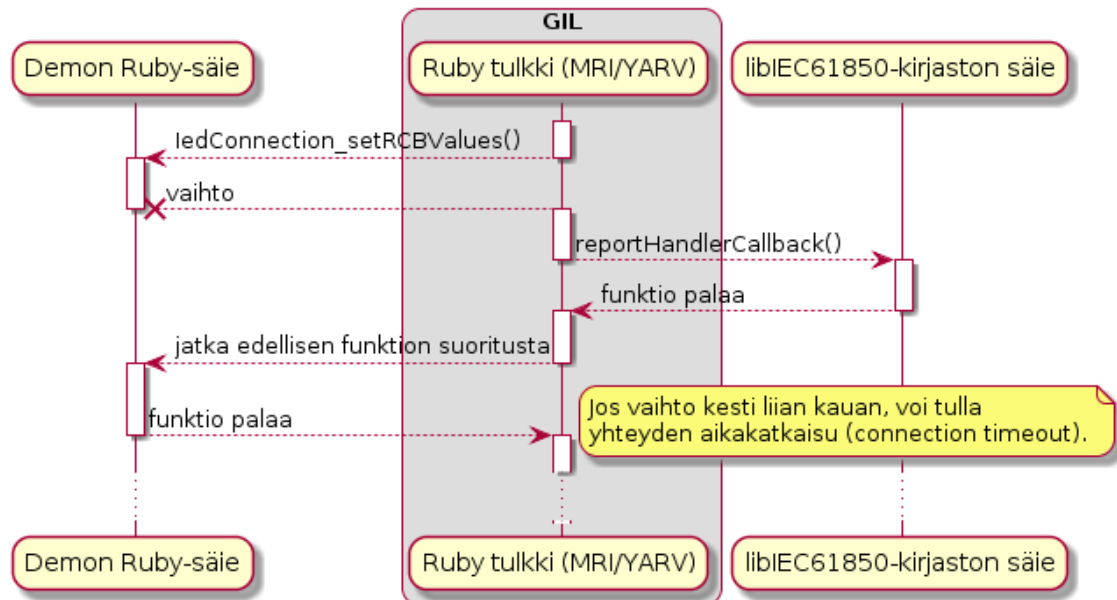 GIL
Demon Ruby-säie
Ruby tulkki (MRI/YARV)
libIEC61850-kirjaston säie
IedConnection_setRCBValues()
vaihto
reportHandlerCallback()
funktio palaa
jatka edellisen funktion suoritusta
Jos vaihto kesti liian kauan, voi tulla
yhteyden aikakatkaisu (connection timeout).
funktio palaa
Demon Ruby-säie
Ruby tulkki (MRI/YARV)
libIEC61850-kirjaston säie